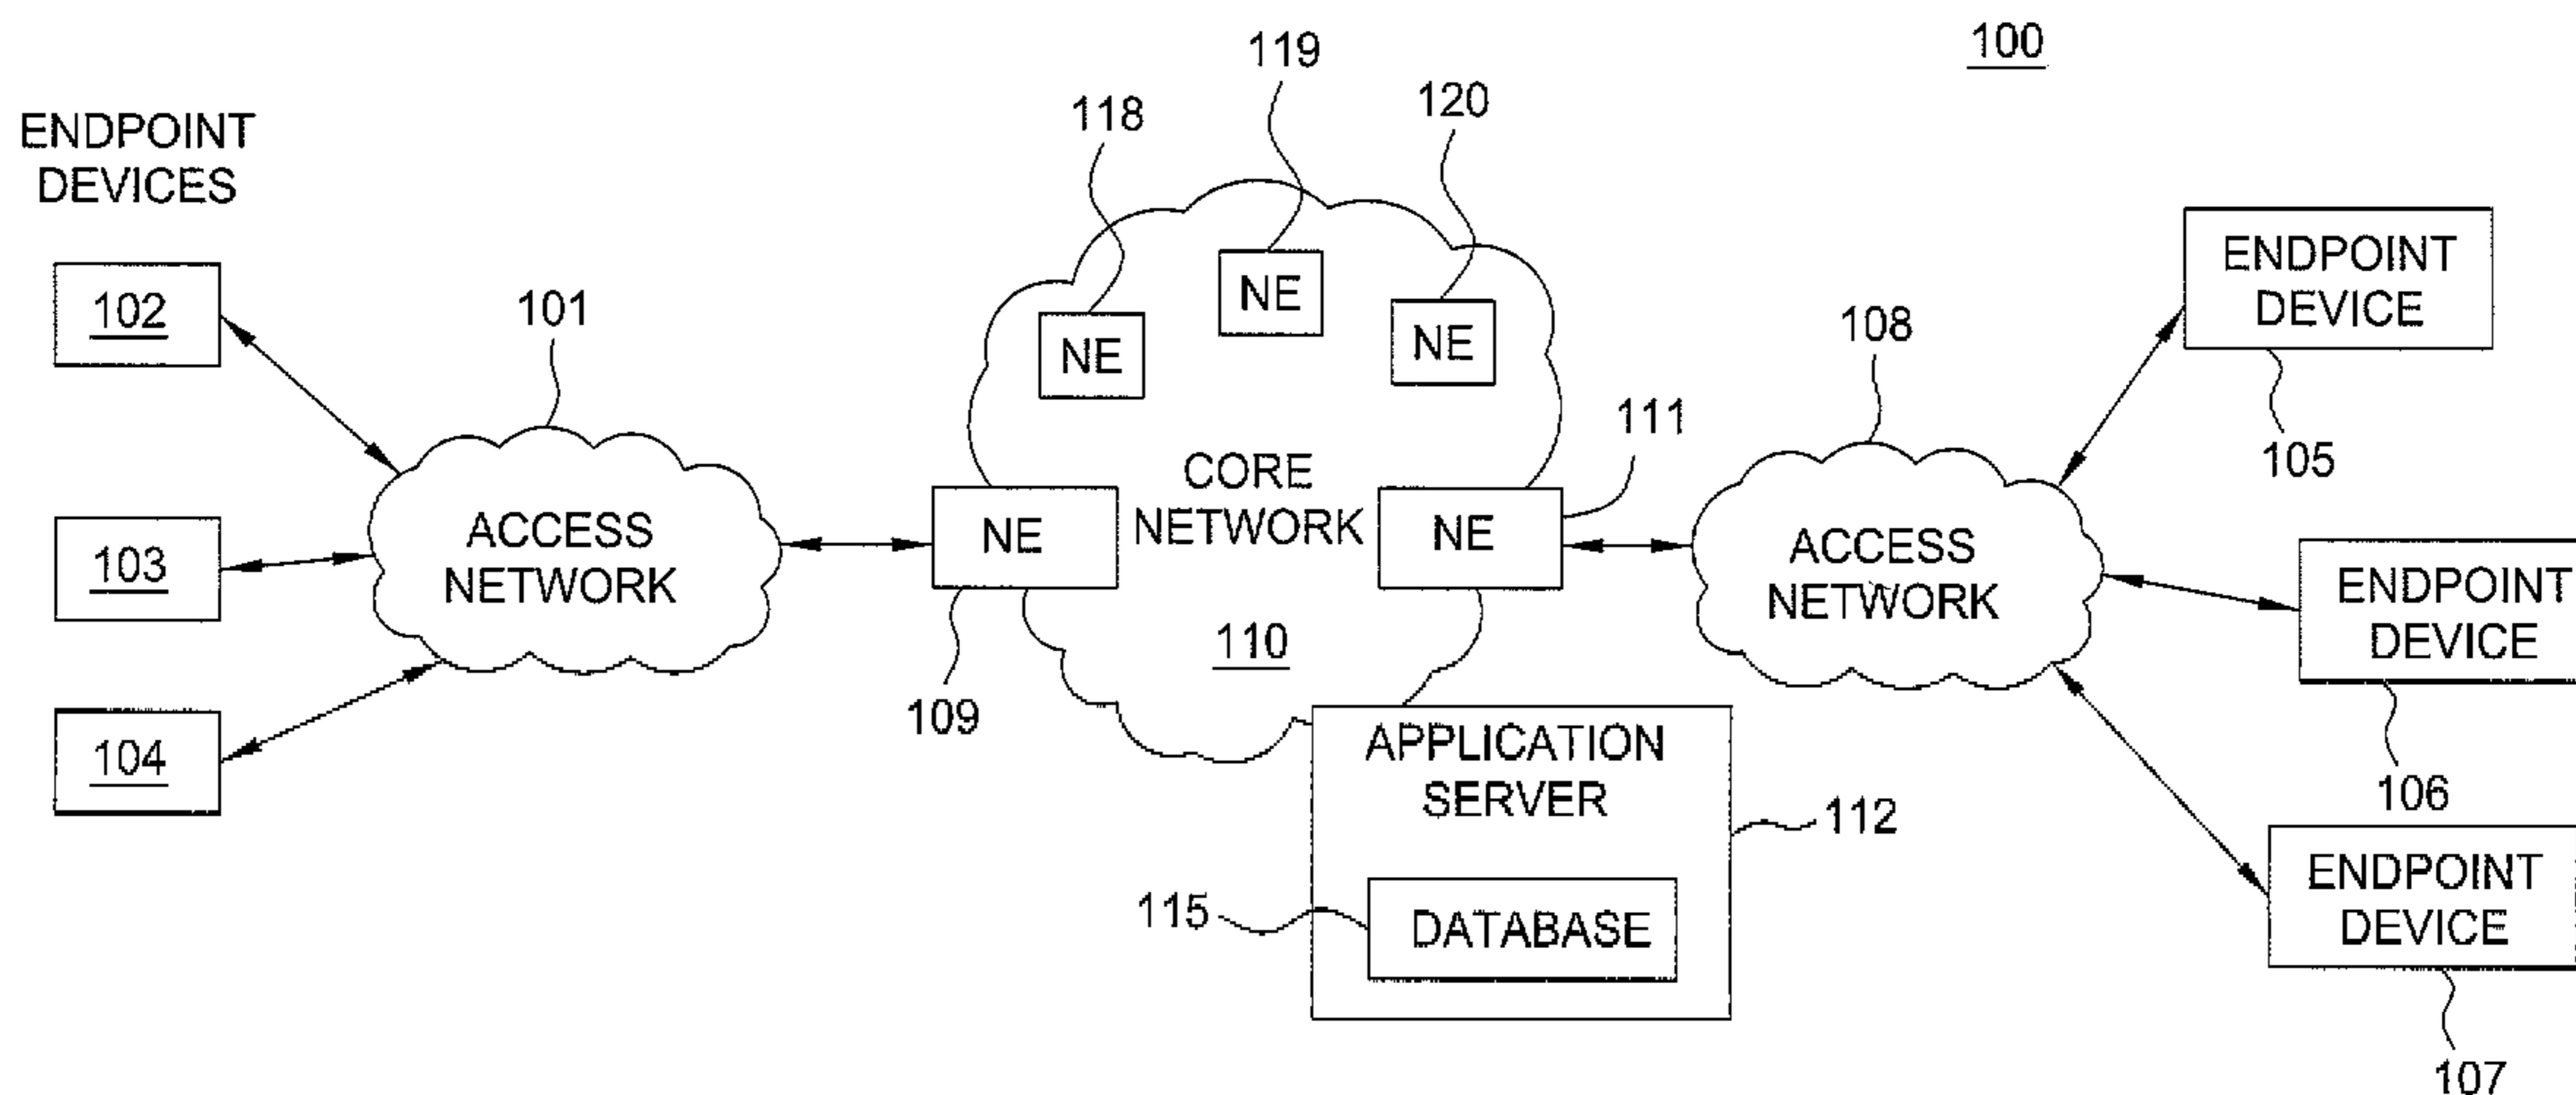 100
119
118
120
ENDPOINT
DEVICES
102
103
104
101
ACCESS
NETWORK
NE
NE
NE
CORE
NETWORK
NE
109
NE
111
110
APPLICATION
SERVER
112
115
DATABASE
108
ACCESS
NETWORK
ENDPOINT
DEVICE
105
ENDPOINT
DEVICE
106
ENDPOINT
DEVICE
107